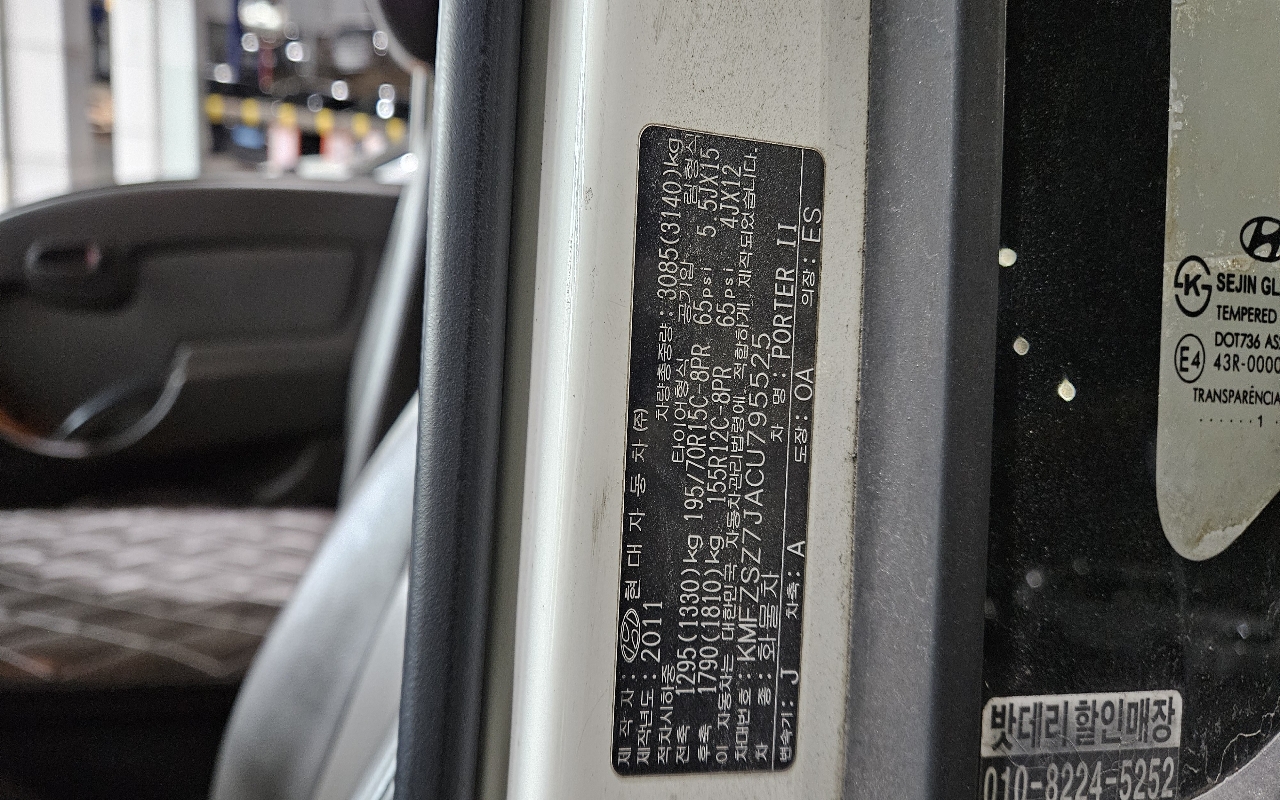 제 작 자 : 현 대 자 동 차 (주)
제작년도 : 2011 차량총중량 : 3085(3140)kg
적차시하중 타이어형식 공기압 림형식
전축 1295(1330)kg 195/70R15C-8PR 65psi 5.5JX15
후축 1790(1810)kg 155R12C-8PR 65psi 4JX12
이 자동차는 대한민국 자동차관리법령에 적합하게 제작되었습니다.
차대번호 : KMFZSZ7JACU795525
차 종 : 화물차 차 명 : PORTER II
변속기 : J 차축 : A 도장 : OA 의장 : ES
SEJIN GL
TEMPERED
DOT736 AS
E4 43R-0000
TRANSPARÊNCIA
1
밧데리 할인매장
010-8224-5252